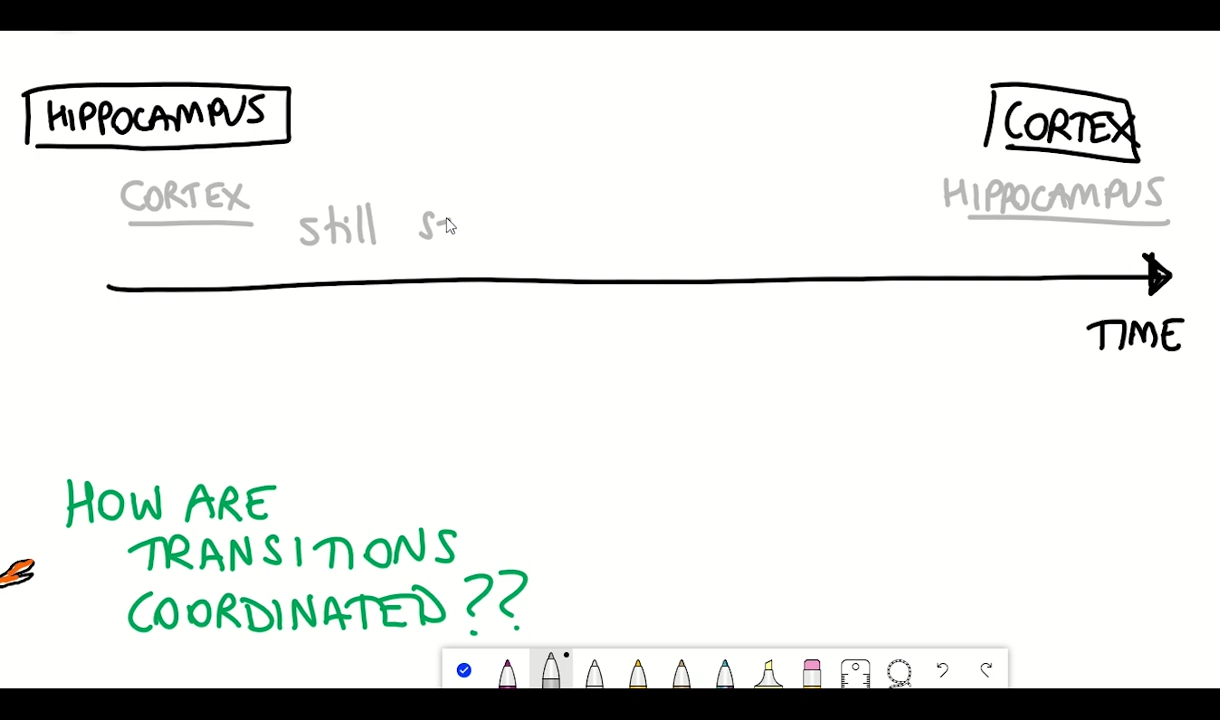 HIPPOCAMPUS
CORTEX
CORTEX
HIPPOCAMPUS
still s
TIME
HOW ARE
TRANSITIONS
COORDINATED??